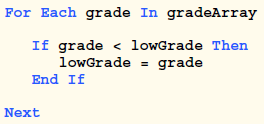 For Each grade In gradeArray
If grade < lowGrade Then
lowGrade = grade
End If
Next